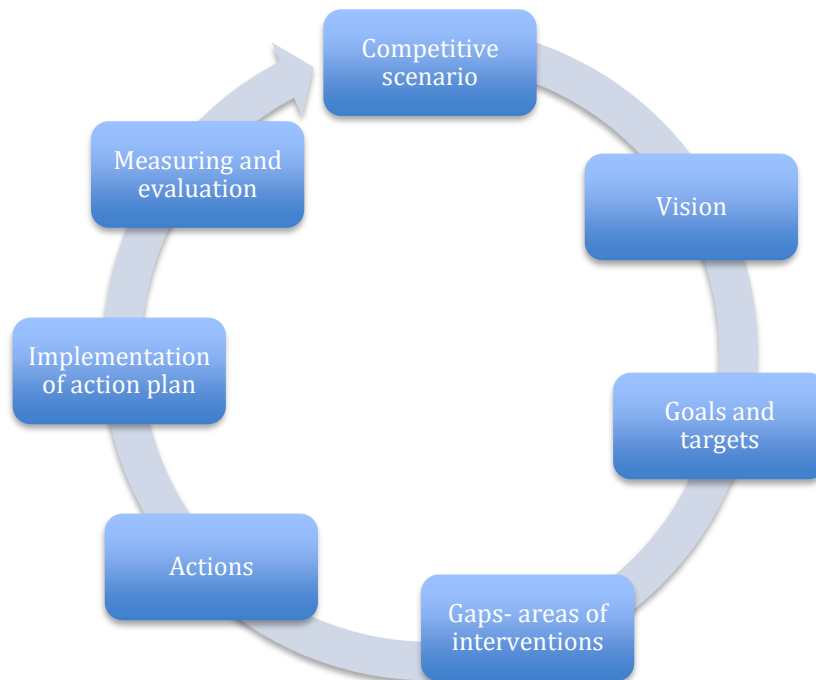 Competitive
scenario
Vision
Goals and
targets
Gaps- areas of
interventions
Actions
Implementation
of action plan
Measuring and
evaluation